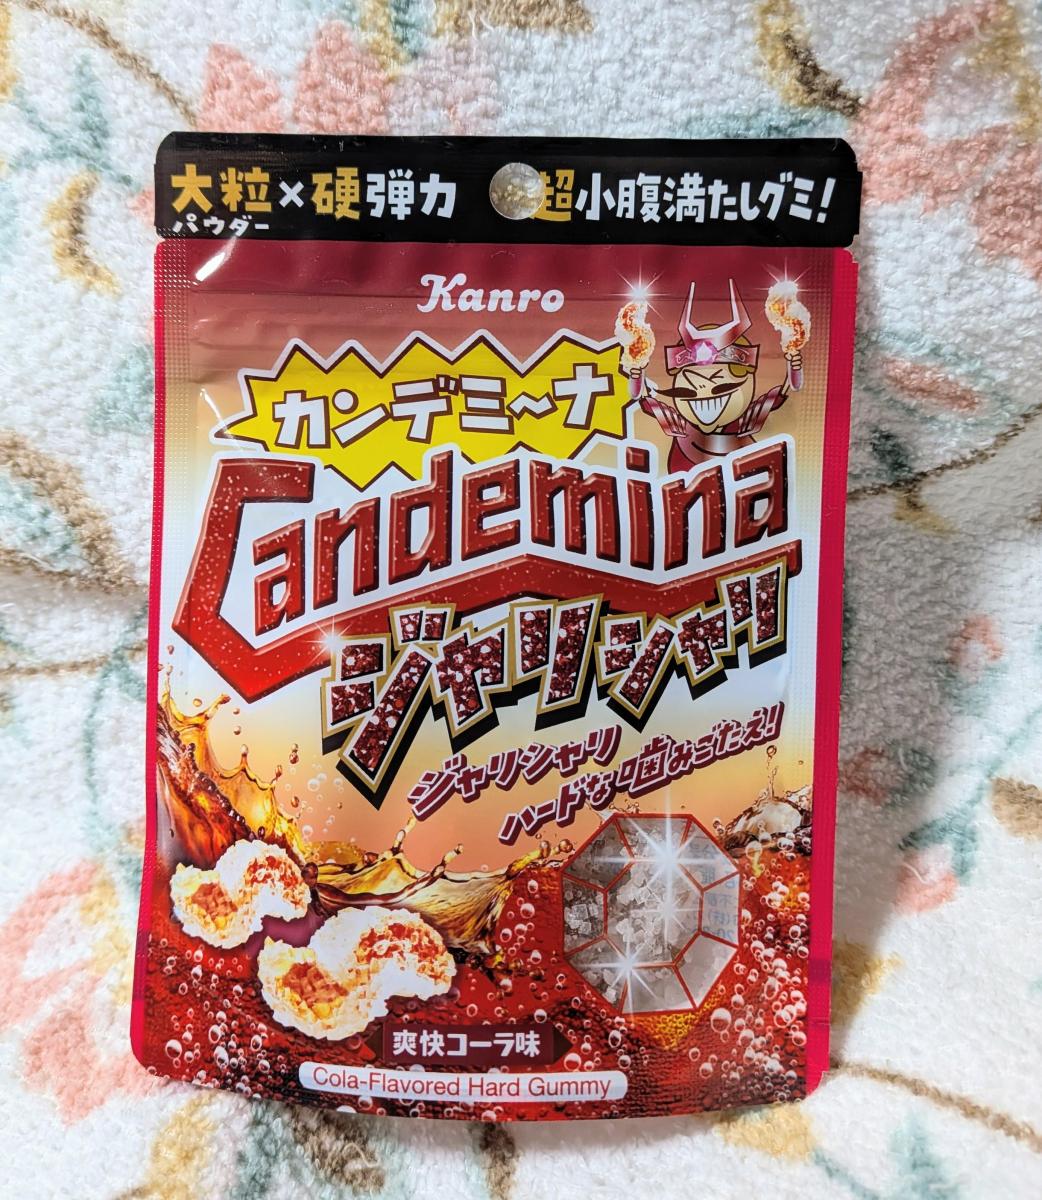 大粒×硬弾力 超小腹満たしグミ!
パウダー
Kanro
カンデミ〜ナ
Candemina
ジャリシャリ
ジャリシャリ
ハードな噛みごたえ!
爽快コーラ味
Cola-Flavored Hard Gummy